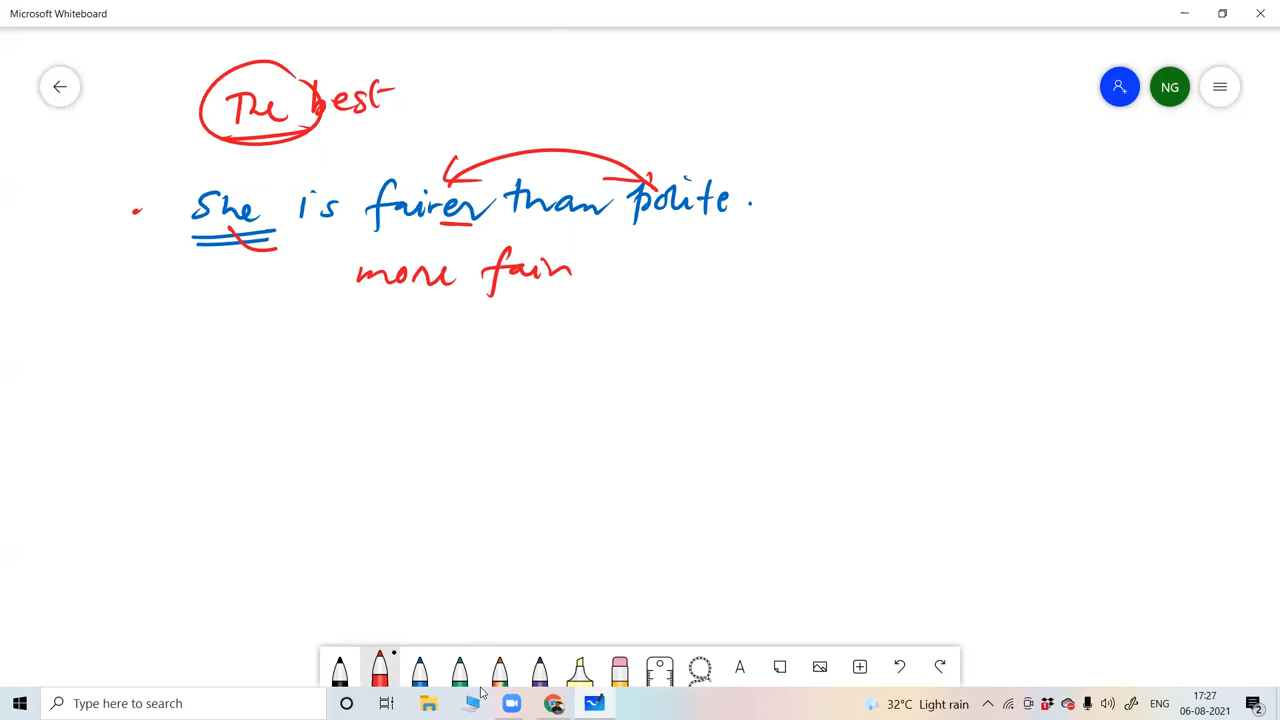 Microsoft Whiteboard
The best
NG
She is fairer than polite.
more fair
A
Type here to search
32°C Light rain
ENG
17:27
06-08-2021
2